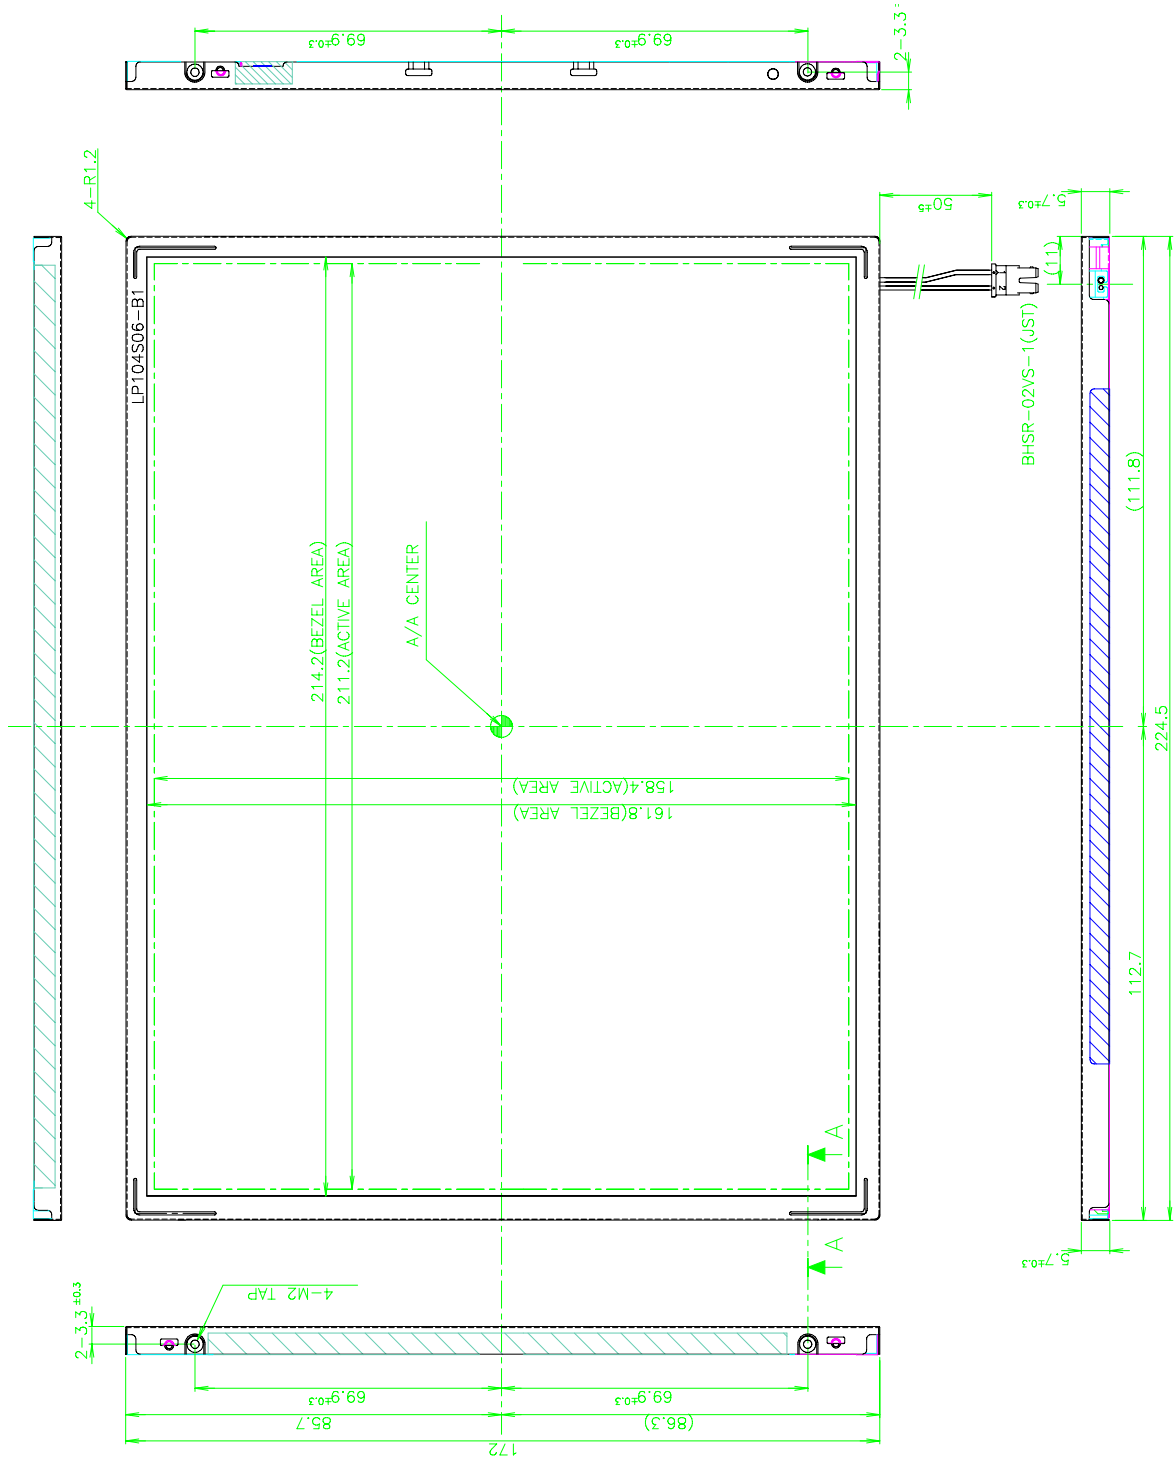 69.9±0.3
69.9±0.3
2-3.3
4-R1.2
LP104S06-B1
50±5
5.7±0.3
(11)
BHSR-02VS-1(JST)
2
(111.8)
214.2(BEZEL AREA)
211.2(ACTIVE AREA)
A/A CENTER
158.4(ACTIVE AREA)
161.8(BEZEL AREA)
224.5
112.7
A
A
5.7±0.3
4-M2 TAP
2-3.3 ±0.3
69.9±0.3
69.9±0.3
85.7
(86.3)
172